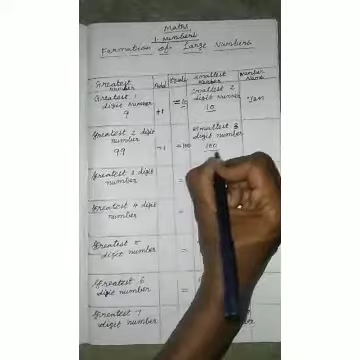 Maths
1. Numbers
Formation of Large Numbers
Greatest number
Add
smallest number
Number name
Greatest 1 digit number
9
+1
= 10
Smallest 2 digit number
10
Ten
Greatest 2 digit number
99
+1
= 100
Smallest 3 digit number
100
Greatest 3 digit number
=
Greatest 4 digit number
=
Greatest 5 digit number
=
Greatest 6 digit number
=
Greatest 7 digit number